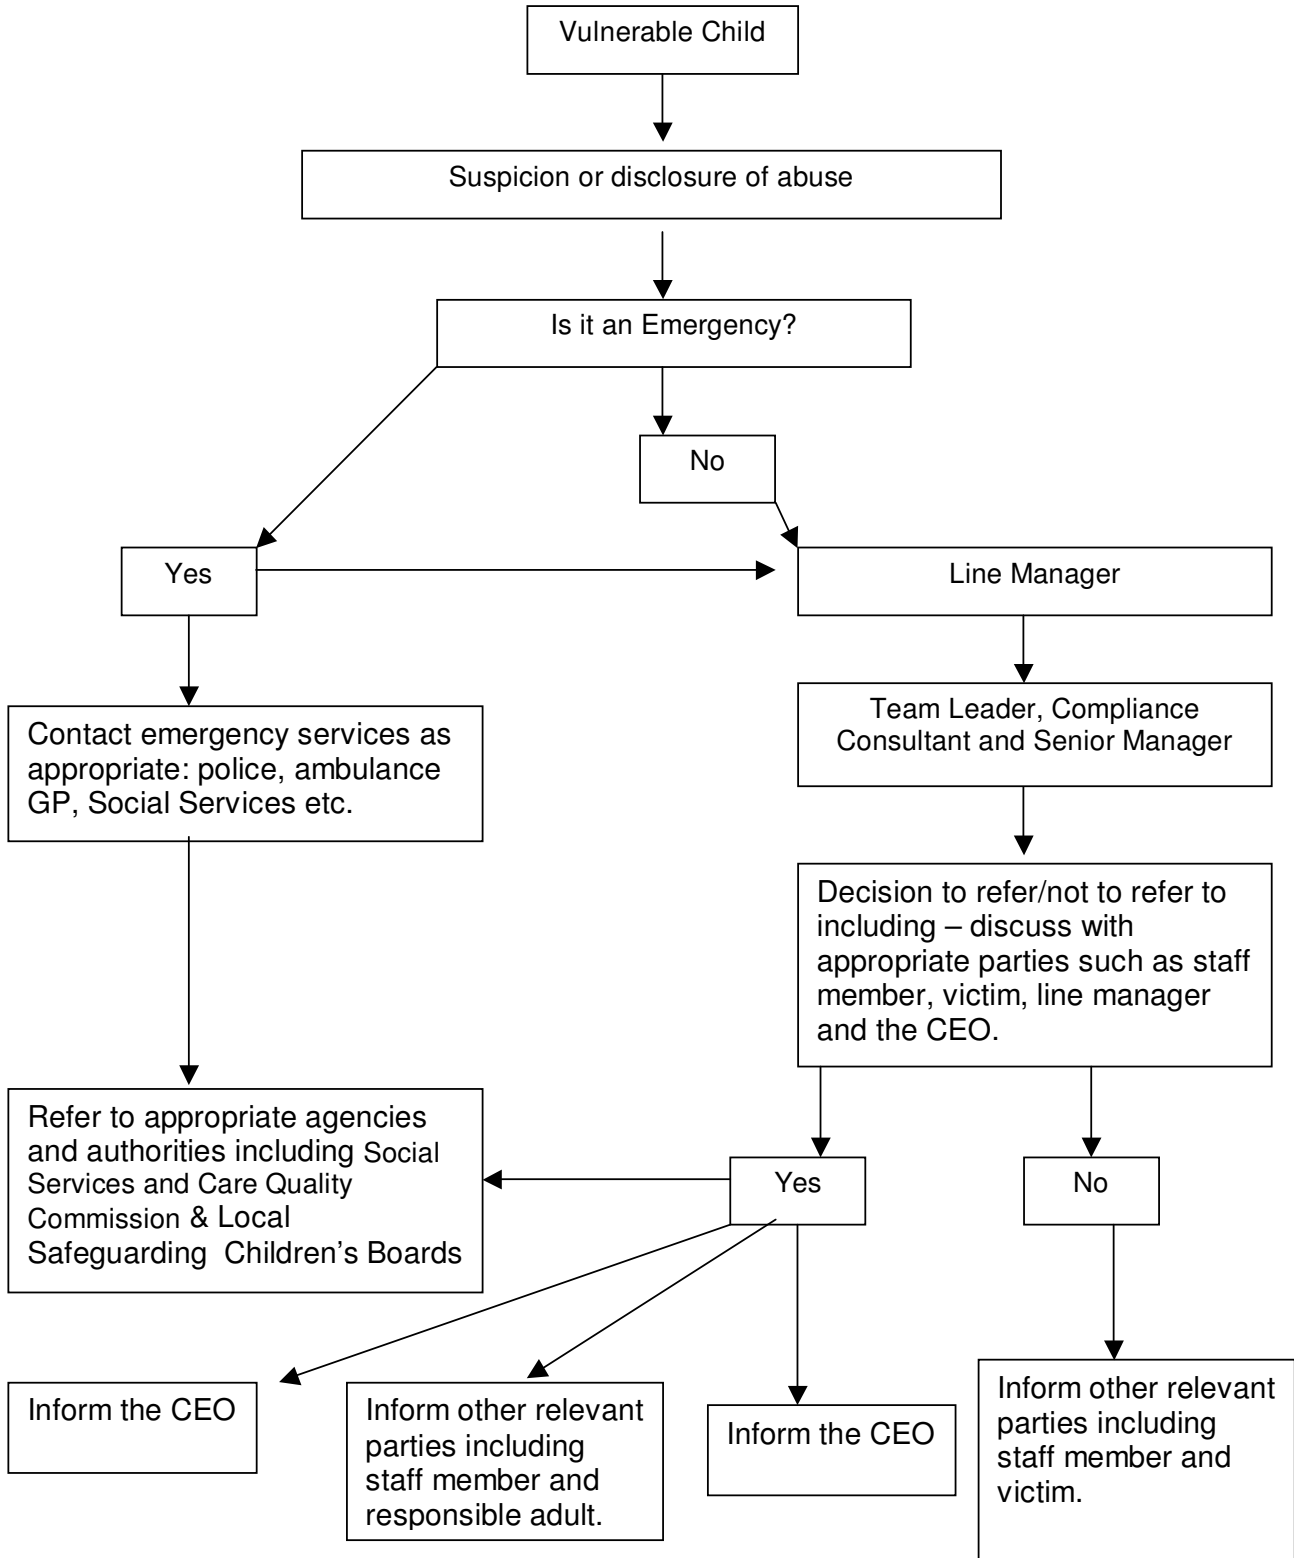 Vulnerable Child
Suspicion or disclosure of abuse
Is it an Emergency?
No
Yes
Line Manager
Contact emergency services as
appropriate: police, ambulance
GP, Social Services etc.
Team Leader, Compliance
Consultant and Senior Manager
Decision to refer/not to refer to
including – discuss with
appropriate parties such as staff
member, victim, line manager
and the CEO.
Refer to appropriate agencies
and authorities including Social
Services and Care Quality
Commission & Local
Safeguarding Children's Boards
Yes
No
Inform the CEO
Inform other relevant
parties including
staff member and
responsible adult.
Inform the CEO
Inform other relevant
parties including
staff member and
victim.